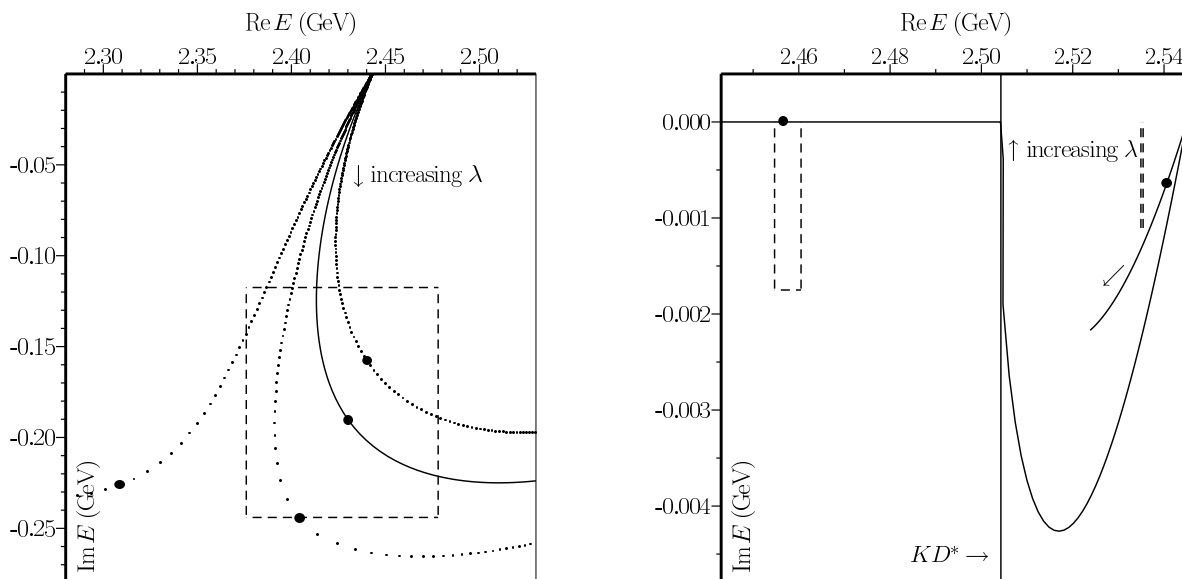 Re E (GeV)
2.30 2.35 2.40 2.45 2.50
-0.05
-0.10
-0.15
-0.20
-0.25
↓ increasing λ
Im E (GeV)
Re E (GeV)
2.46 2.48 2.50 2.52 2.54
0.000
-0.001
-0.002
-0.003
-0.004
↑ increasing λ
KD* →
Im E (GeV)